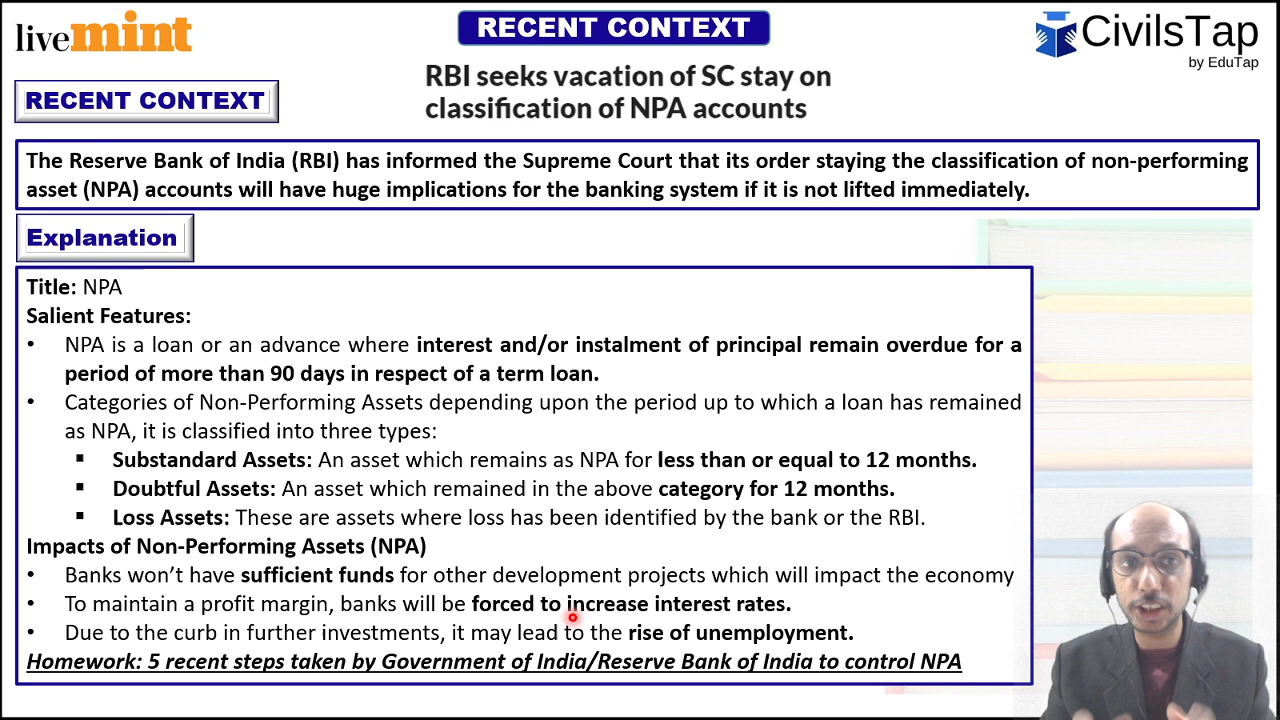 livemint
RECENT CONTEXT
CivilsTap
by EduTap
RBI seeks vacation of SC stay on
classification of NPA accounts
RECENT CONTEXT
The Reserve Bank of India (RBI) has informed the Supreme Court that its order staying the classification of non-performing
asset (NPA) accounts will have huge implications for the banking system if it is not lifted immediately.
Explanation
Title: NPA
Salient Features:
• NPA is a loan or an advance where interest and/or instalment of principal remain overdue for a
period of more than 90 days in respect of a term loan.
• Categories of Non-Performing Assets depending upon the period up to which a loan has remained
as NPA, it is classified into three types:
▪ Substandard Assets: An asset which remains as NPA for less than or equal to 12 months.
▪ Doubtful Assets: An asset which remained in the above category for 12 months.
▪ Loss Assets: These are assets where loss has been identified by the bank or the RBI.
Impacts of Non-Performing Assets (NPA)
• Banks won’t have sufficient funds for other development projects which will impact the economy
• To maintain a profit margin, banks will be forced to increase interest rates.
• Due to the curb in further investments, it may lead to the rise of unemployment.
Homework: 5 recent steps taken by Government of India/Reserve Bank of India to control NPA